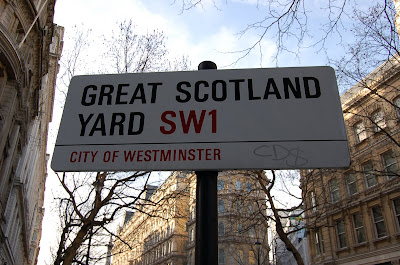 GREAT SCOTLAND
YARD SW1
CITY OF WESTMINSTER